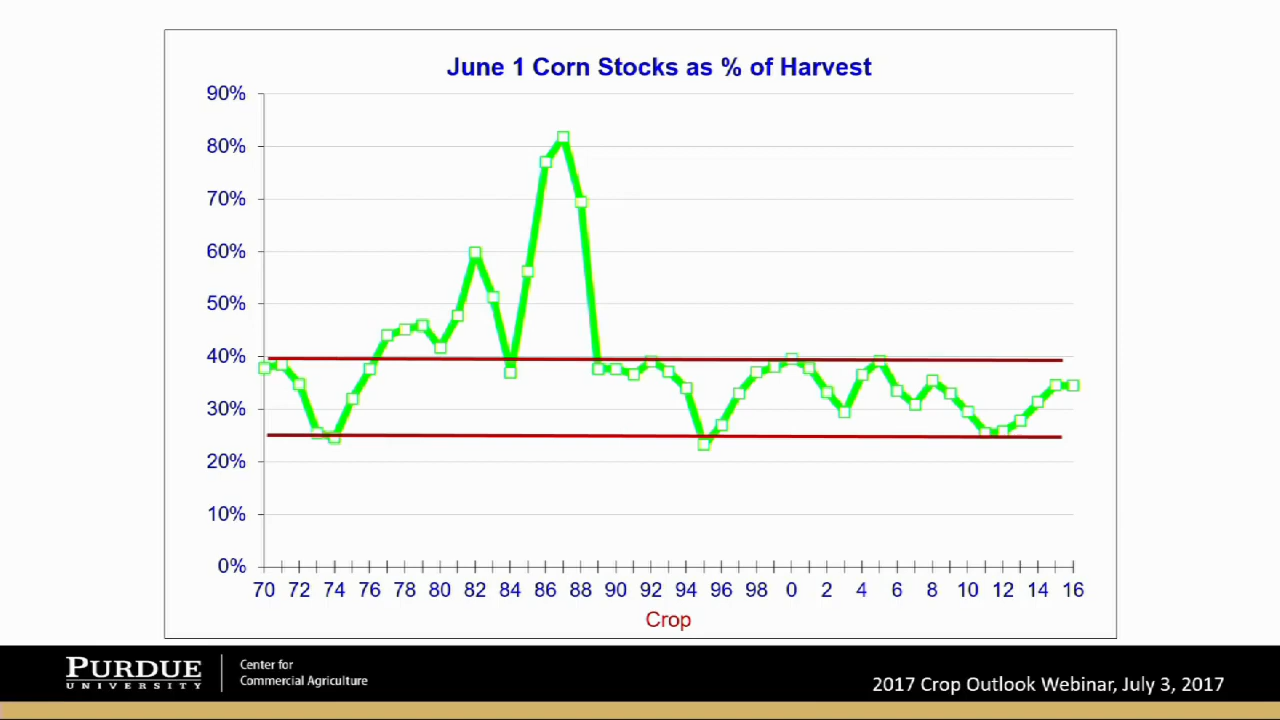 June 1 Corn Stocks as % of Harvest
90%
80%
70%
60%
50%
40%
30%
20%
10%
0%
70 72 74 76 78 80 82 84 86 88 90 92 94 96 98 0 2 4 6 8 10 12 14 16
Crop
PURDUE
UNIVERSITY
Center for
Commercial Agriculture
2017 Crop Outlook Webinar, July 3, 2017